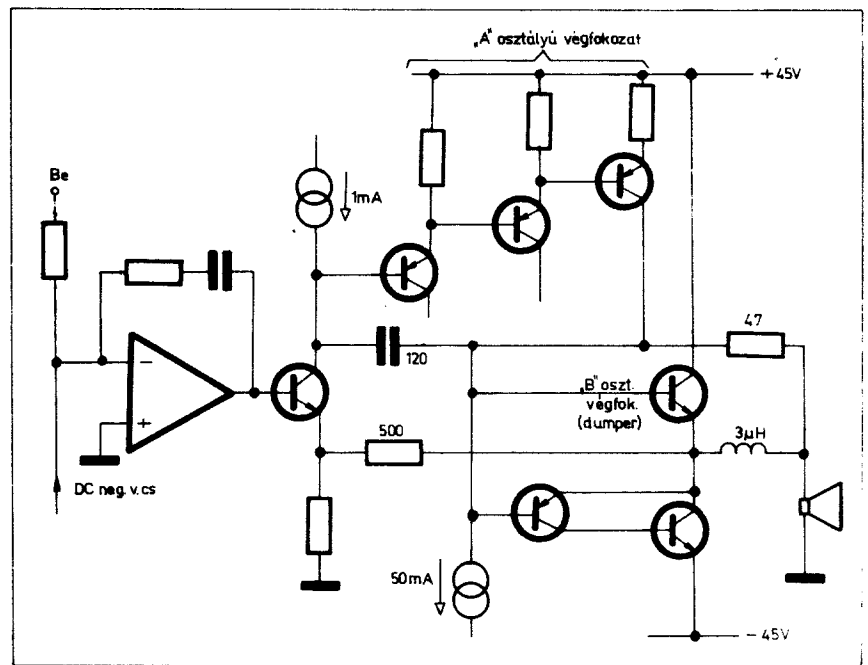 „A" osztályú végfokozat
+45V
Be
1mA
47
120
„B" oszt.
végfok.
(dumper)
3µH
500
−
+
DC neg. v. cs
50mA
−45V